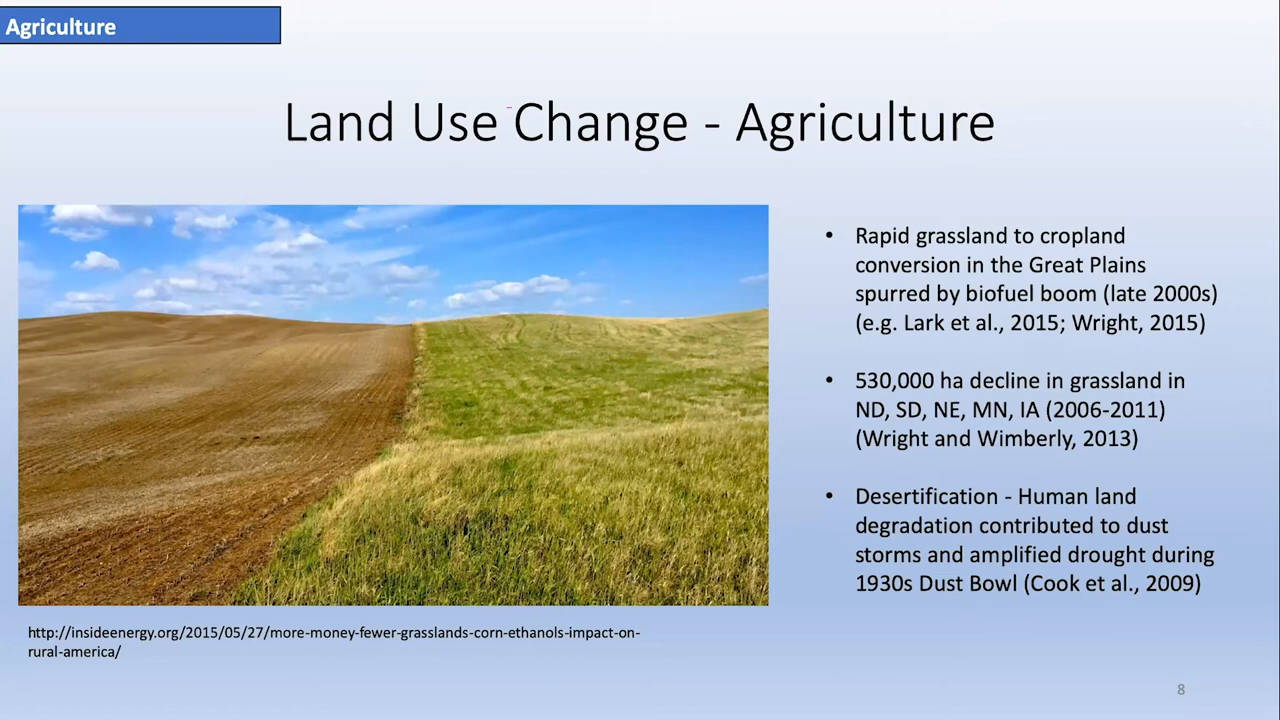 Agriculture
Land Use Change - Agriculture
• Rapid grassland to cropland
conversion in the Great Plains
spurred by biofuel boom (late 2000s)
(e.g. Lark et al., 2015; Wright, 2015)
• 530,000 ha decline in grassland in
ND, SD, NE, MN, IA (2006-2011)
(Wright and Wimberly, 2013)
• Desertification - Human land
degradation contributed to dust
storms and amplified drought during
1930s Dust Bowl (Cook et al., 2009)
http://insideenergy.org/2015/05/27/more-money-fewer-grasslands-corn-ethanols-impact-on-
rural-america/
8